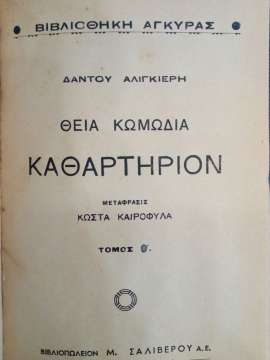 ΒΙΒΛΙΟΘΗΚΗ ΑΓΚΥΡΑΣ
ΔΑΝΤΟΥ ΑΛΙΓΚΙΕΡΗ
ΘΕΙΑ ΚΩΜΩΔΙΑ
ΚΑΘΑΡΤΗΡΙΟΝ
ΜΕΤΑΦΡΑΣΙΣ
ΚΩΣΤΑ ΚΑΙΡΟΦΥΛΑ
ΤΟΜΟΣ
ΒΙΒΛΙΟΠΩΛΕΙΟΝ Μ. ΣΑΛΙΒΕΡΟΥ Α.Ε.